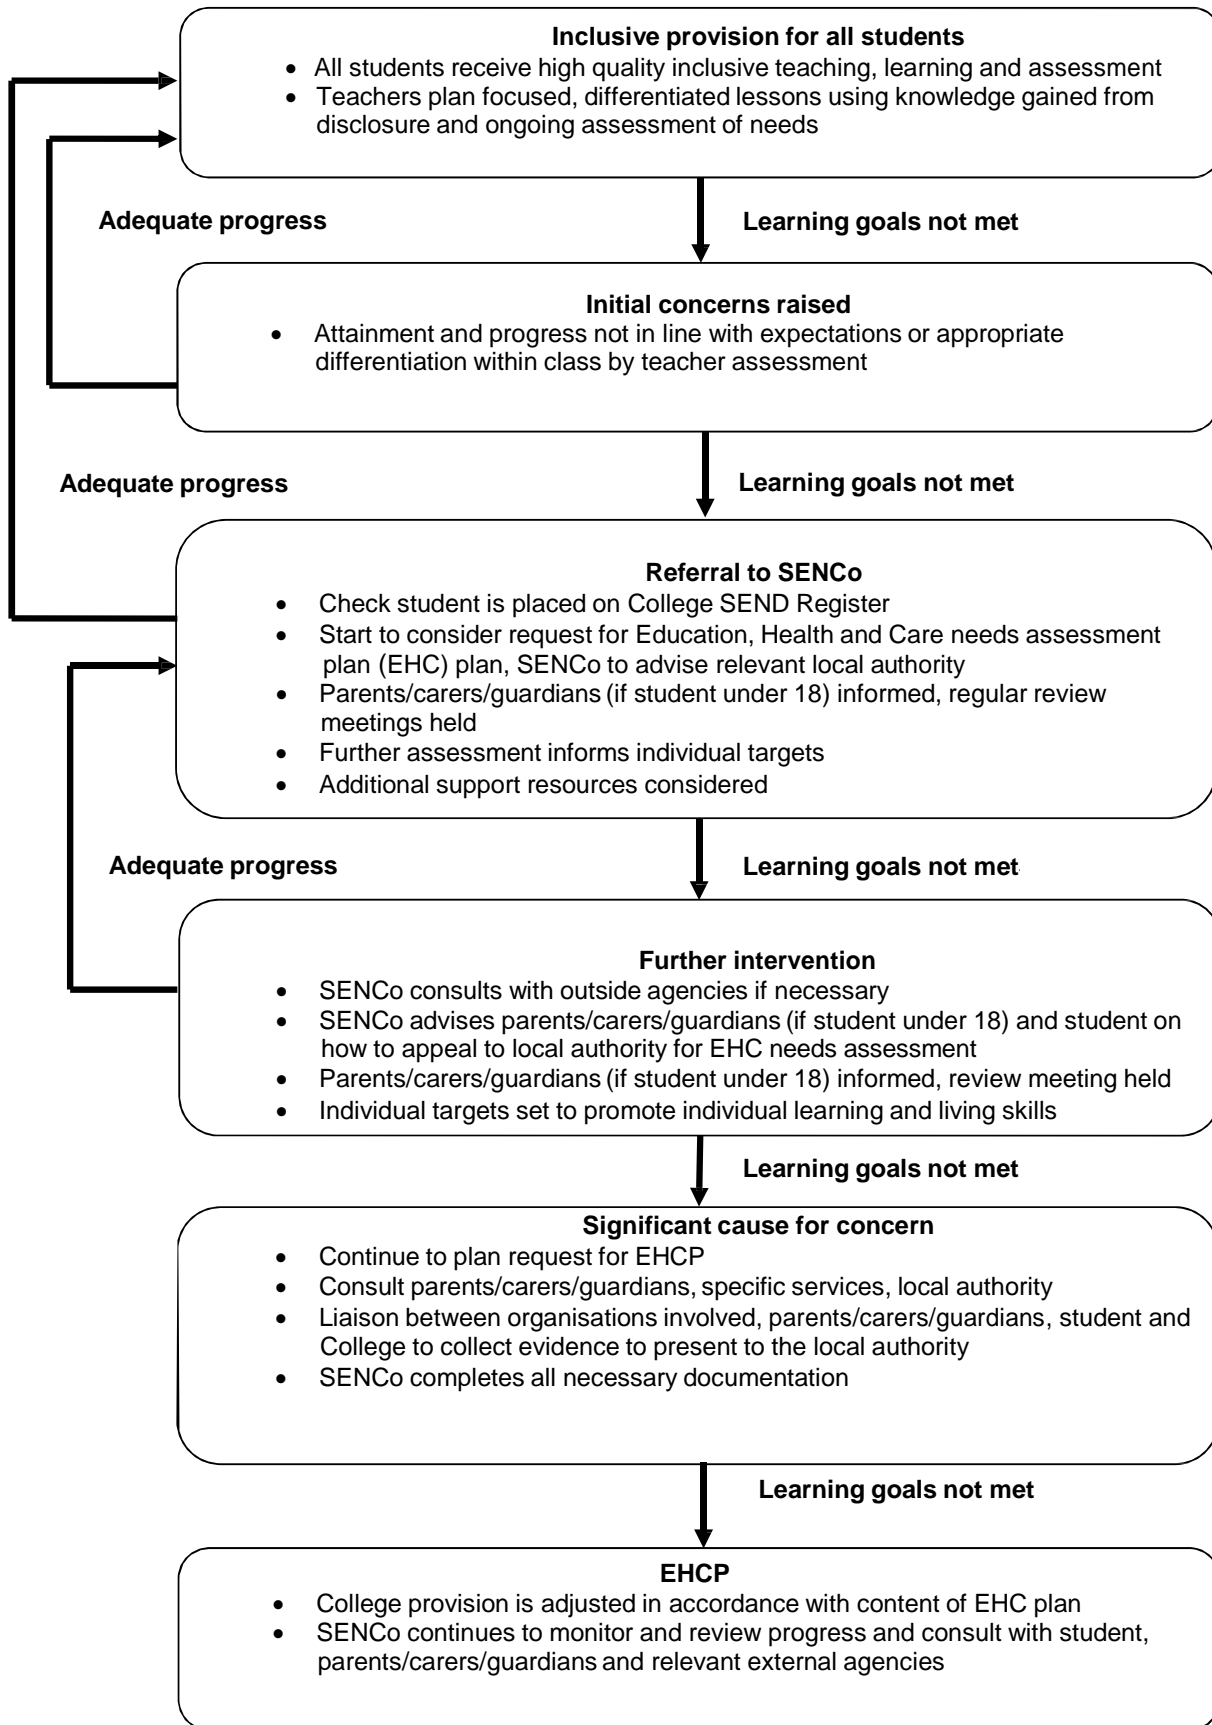 Inclusive provision for all students
• All students receive high quality inclusive teaching, learning and assessment
• Teachers plan focused, differentiated lessons using knowledge gained from
disclosure and ongoing assessment of needs
Adequate progress
Learning goals not met
Initial concerns raised
• Attainment and progress not in line with expectations or appropriate
differentiation within class by teacher assessment
Adequate progress
Learning goals not met
Referral to SENCo
• Check student is placed on College SEND Register
• Start to consider request for Education, Health and Care needs assessment
plan (EHC) plan, SENCo to advise relevant local authority
• Parents/carers/guardians (if student under 18) informed, regular review
meetings held
• Further assessment informs individual targets
• Additional support resources considered
Adequate progress
Learning goals not met
Further intervention
• SENCo consults with outside agencies if necessary
• SENCo advises parents/carers/guardians (if student under 18) and student on
how to appeal to local authority for EHC needs assessment
• Parents/carers/guardians (if student under 18) informed, review meeting held
• Individual targets set to promote individual learning and living skills
Learning goals not met
Significant cause for concern
• Continue to plan request for EHCP
• Consult parents/carers/guardians, specific services, local authority
• Liaison between organisations involved, parents/carers/guardians, student and
College to collect evidence to present to the local authority
• SENCo completes all necessary documentation
Learning goals not met
EHCP
• College provision is adjusted in accordance with content of EHC plan
• SENCo continues to monitor and review progress and consult with student,
parents/carers/guardians and relevant external agencies